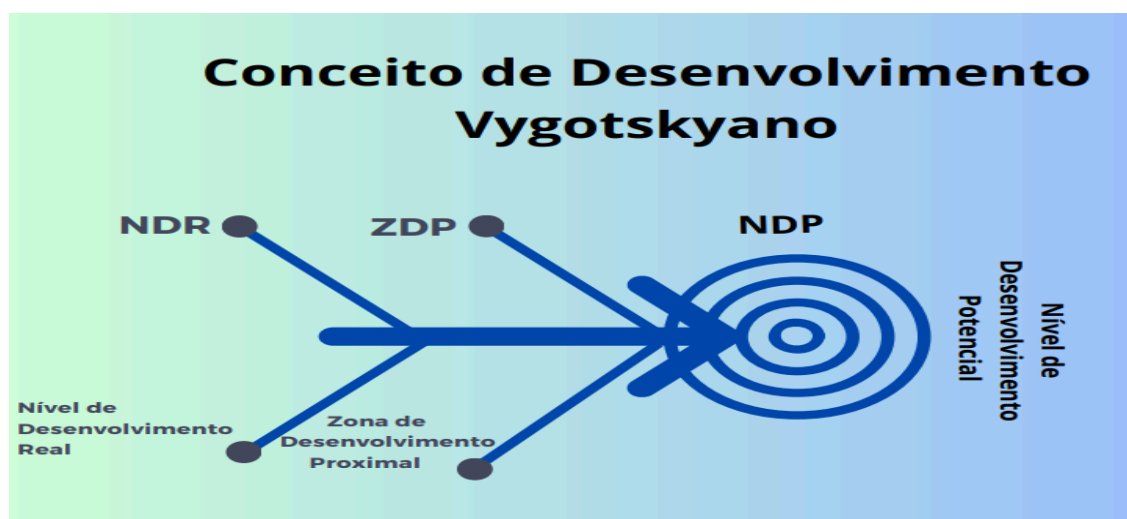 Conceito de Desenvolvimento
Vygotskyano
NDR
ZDP
NDP
Nível de
Desenvolvimento
Potencial
Nível de
Desenvolvimento
Real
Zona de
Desenvolvimento
Proximal